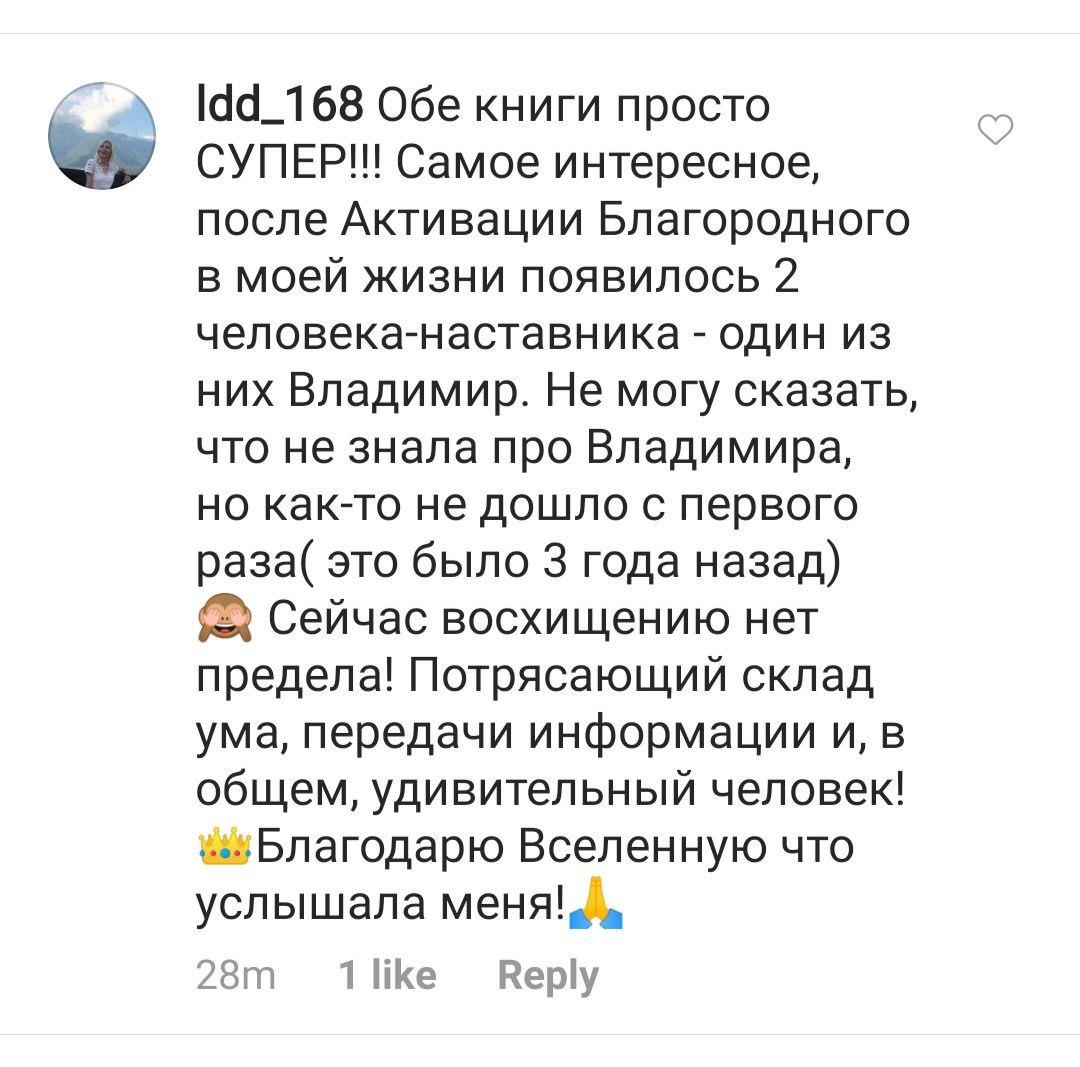 ldd_168 Обе книги просто
СУПЕР!!! Самое интересное,
после Активации Благородного
в моей жизни появилось 2
человека-наставника - один из
них Владимир. Не могу сказать,
что не знала про Владимира,
но как-то не дошло с первого
раза( это было 3 года назад)
🙈 Сейчас восхищению нет
предела! Потрясающий склад
ума, передачи информации и, в
общем, удивительный человек!
👑Благодарю Вселенную что
услышала меня!🙏
28m 1 like Reply